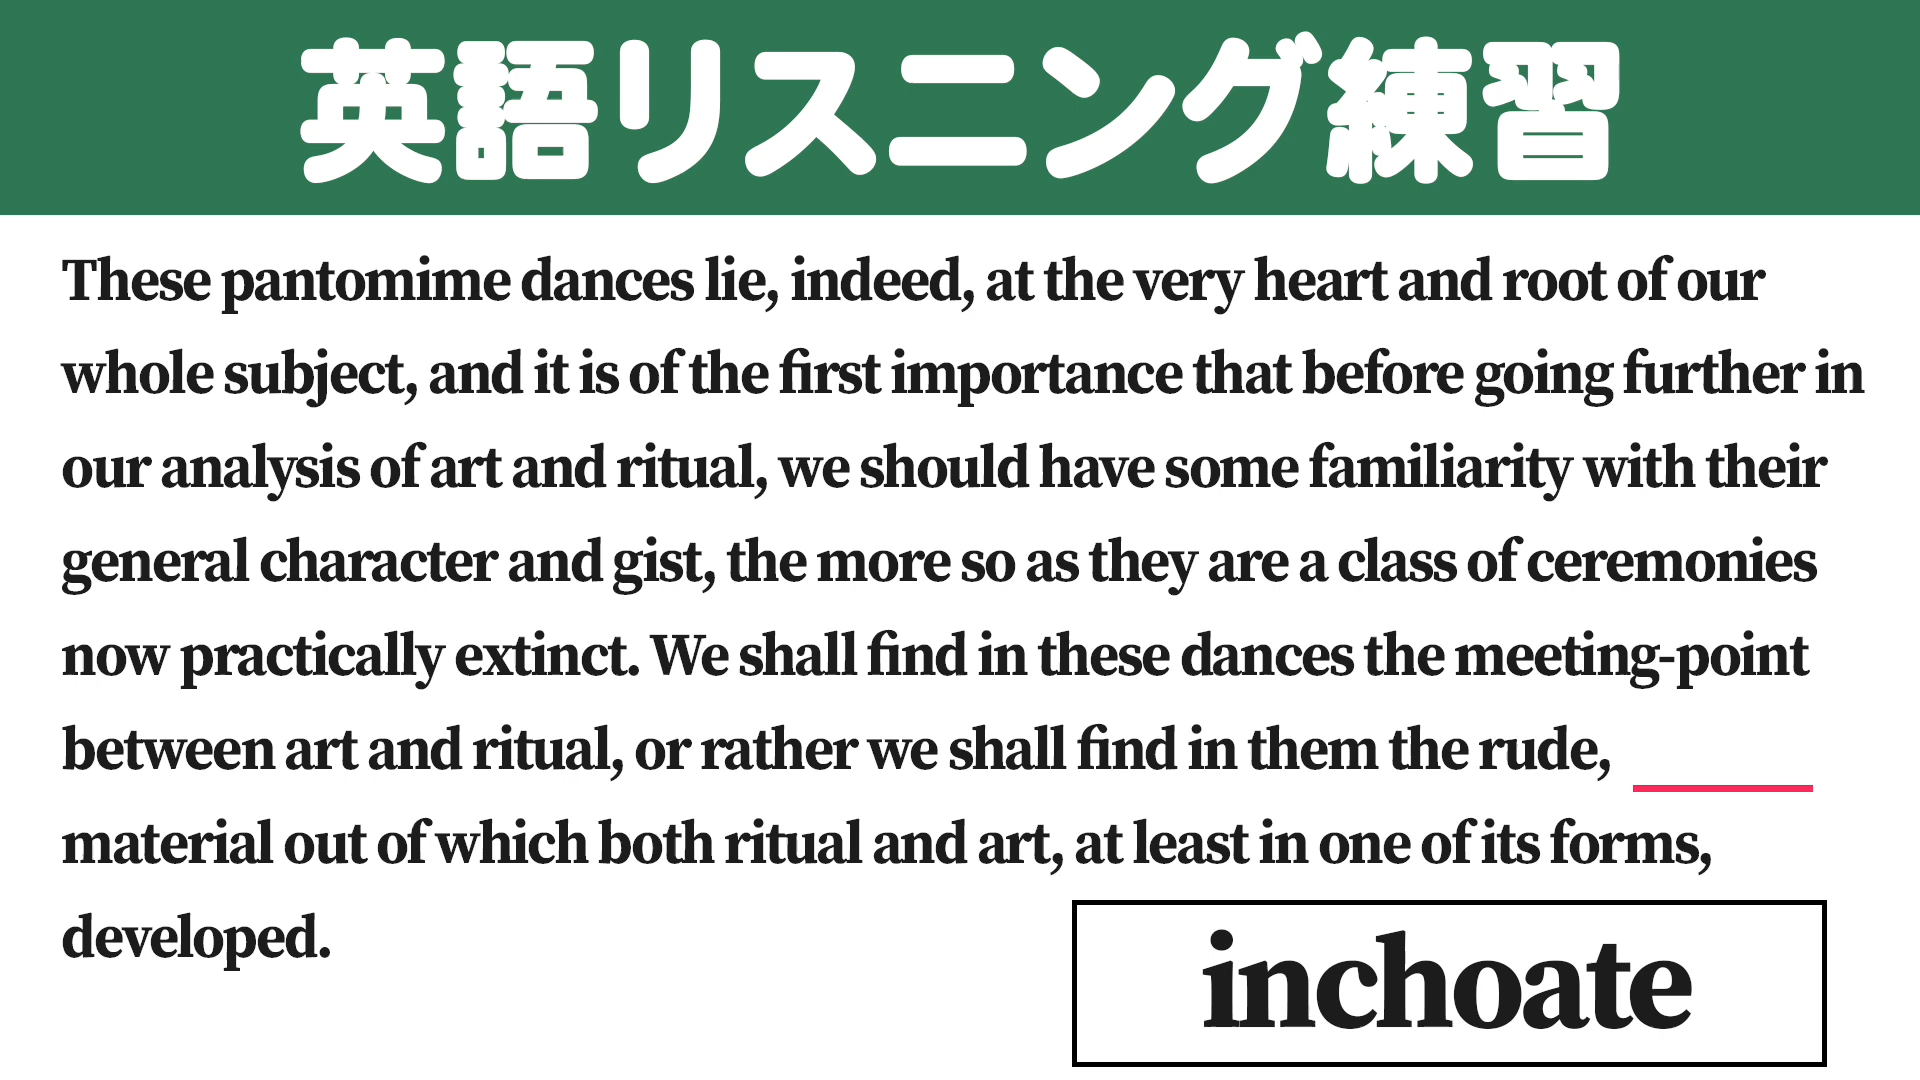 英語リスニング練習
These pantomime dances lie, indeed, at the very heart and root of our
whole subject, and it is of the first importance that before going further in
our analysis of art and ritual, we should have some familiarity with their
general character and gist, the more so as they are a class of ceremonies
now practically extinct. We shall find in these dances the meeting-point
between art and ritual, or rather we shall find in them the rude,
material out of which both ritual and art, at least in one of its forms,
developed.
inchoate